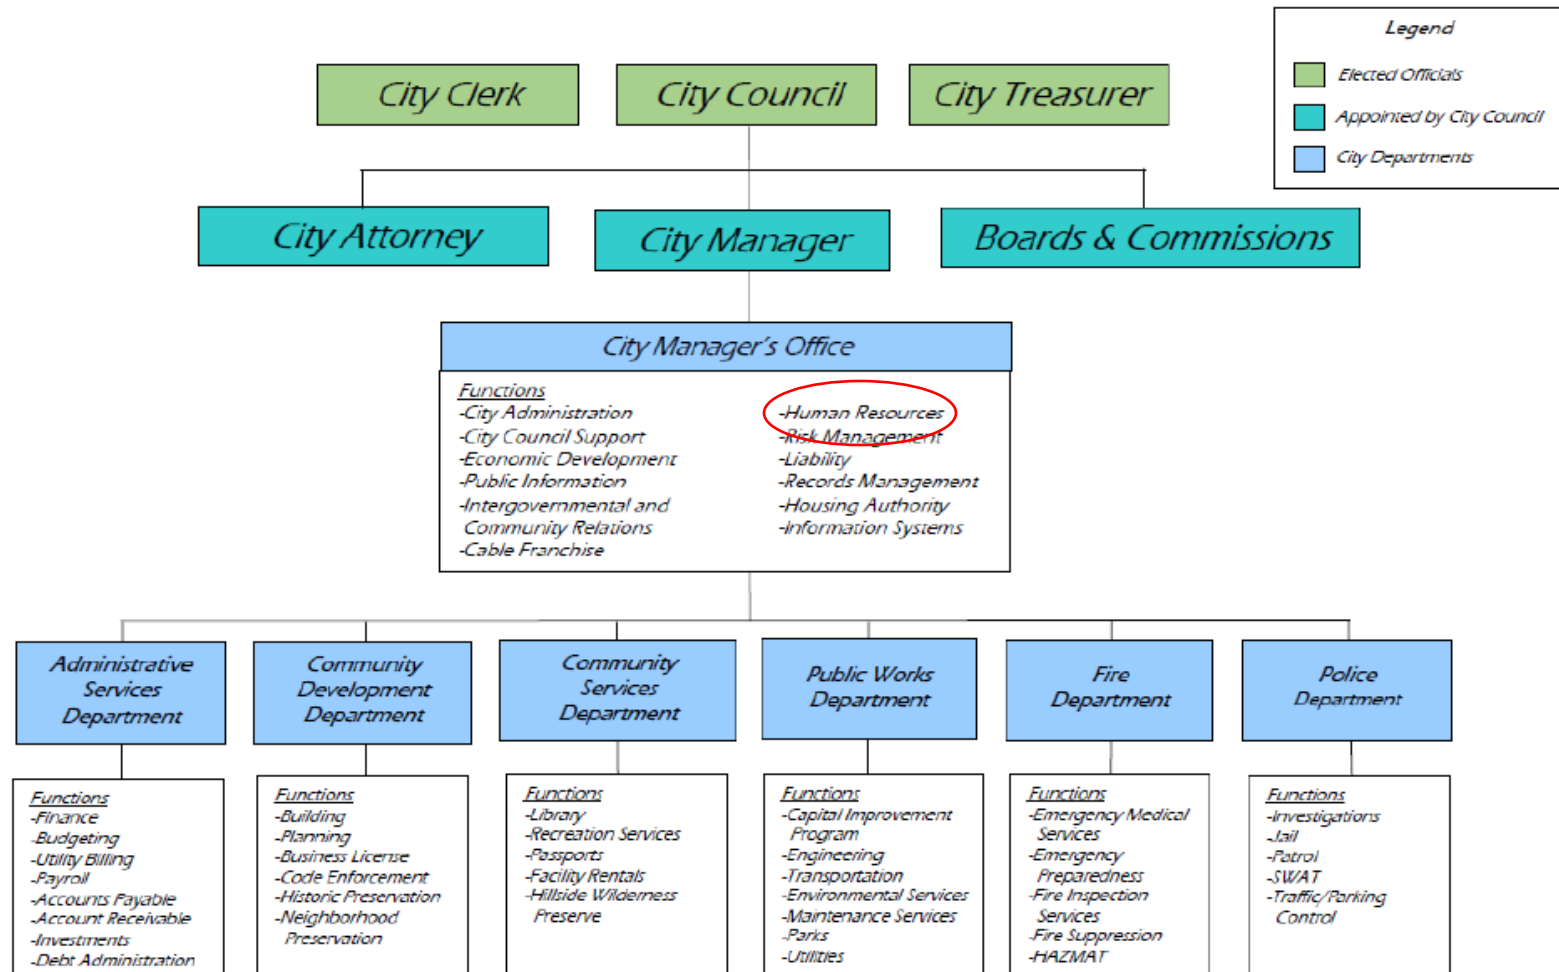 Legend
Elected Officials
Appointed by City Council
City Departments
City Clerk
City Council
City Treasurer
City Attorney
City Manager
Boards & Commissions
City Manager's Office
Functions
-City Administration
-City Council Support
-Economic Development
-Public Information
-Intergovernmental and
Community Relations
-Cable Franchise
-Human Resources
-Risk Management
-Liability
-Records Management
-Housing Authority
-Information Systems
Administrative
Services
Department
Functions
-Finance
-Budgeting
-Utility Billing
-Payroll
-Accounts Payable
-Account Receivable
-Investments
-Debt Administration
Community
Development
Department
Functions
-Building
-Planning
-Business License
-Code Enforcement
-Historic Preservation
-Neighborhood
Preservation
Community
Services
Department
Functions
-Library
-Recreation Services
-Passports
-Facility Rentals
-Hillside Wilderness
Preserve
Public Works
Department
Functions
-Capital Improvement
Program
-Engineering
-Transportation
-Environmental Services
-Maintenance Services
-Parks
-Utilities
Fire
Department
Functions
-Emergency Medical
Services
-Emergency
Preparedness
-Fire Inspection
Services
-Fire Suppression
-HAZMAT
Police
Department
Functions
-Investigations
-Jail
-Patrol
-SWAT
-Traffic/Parking
Control